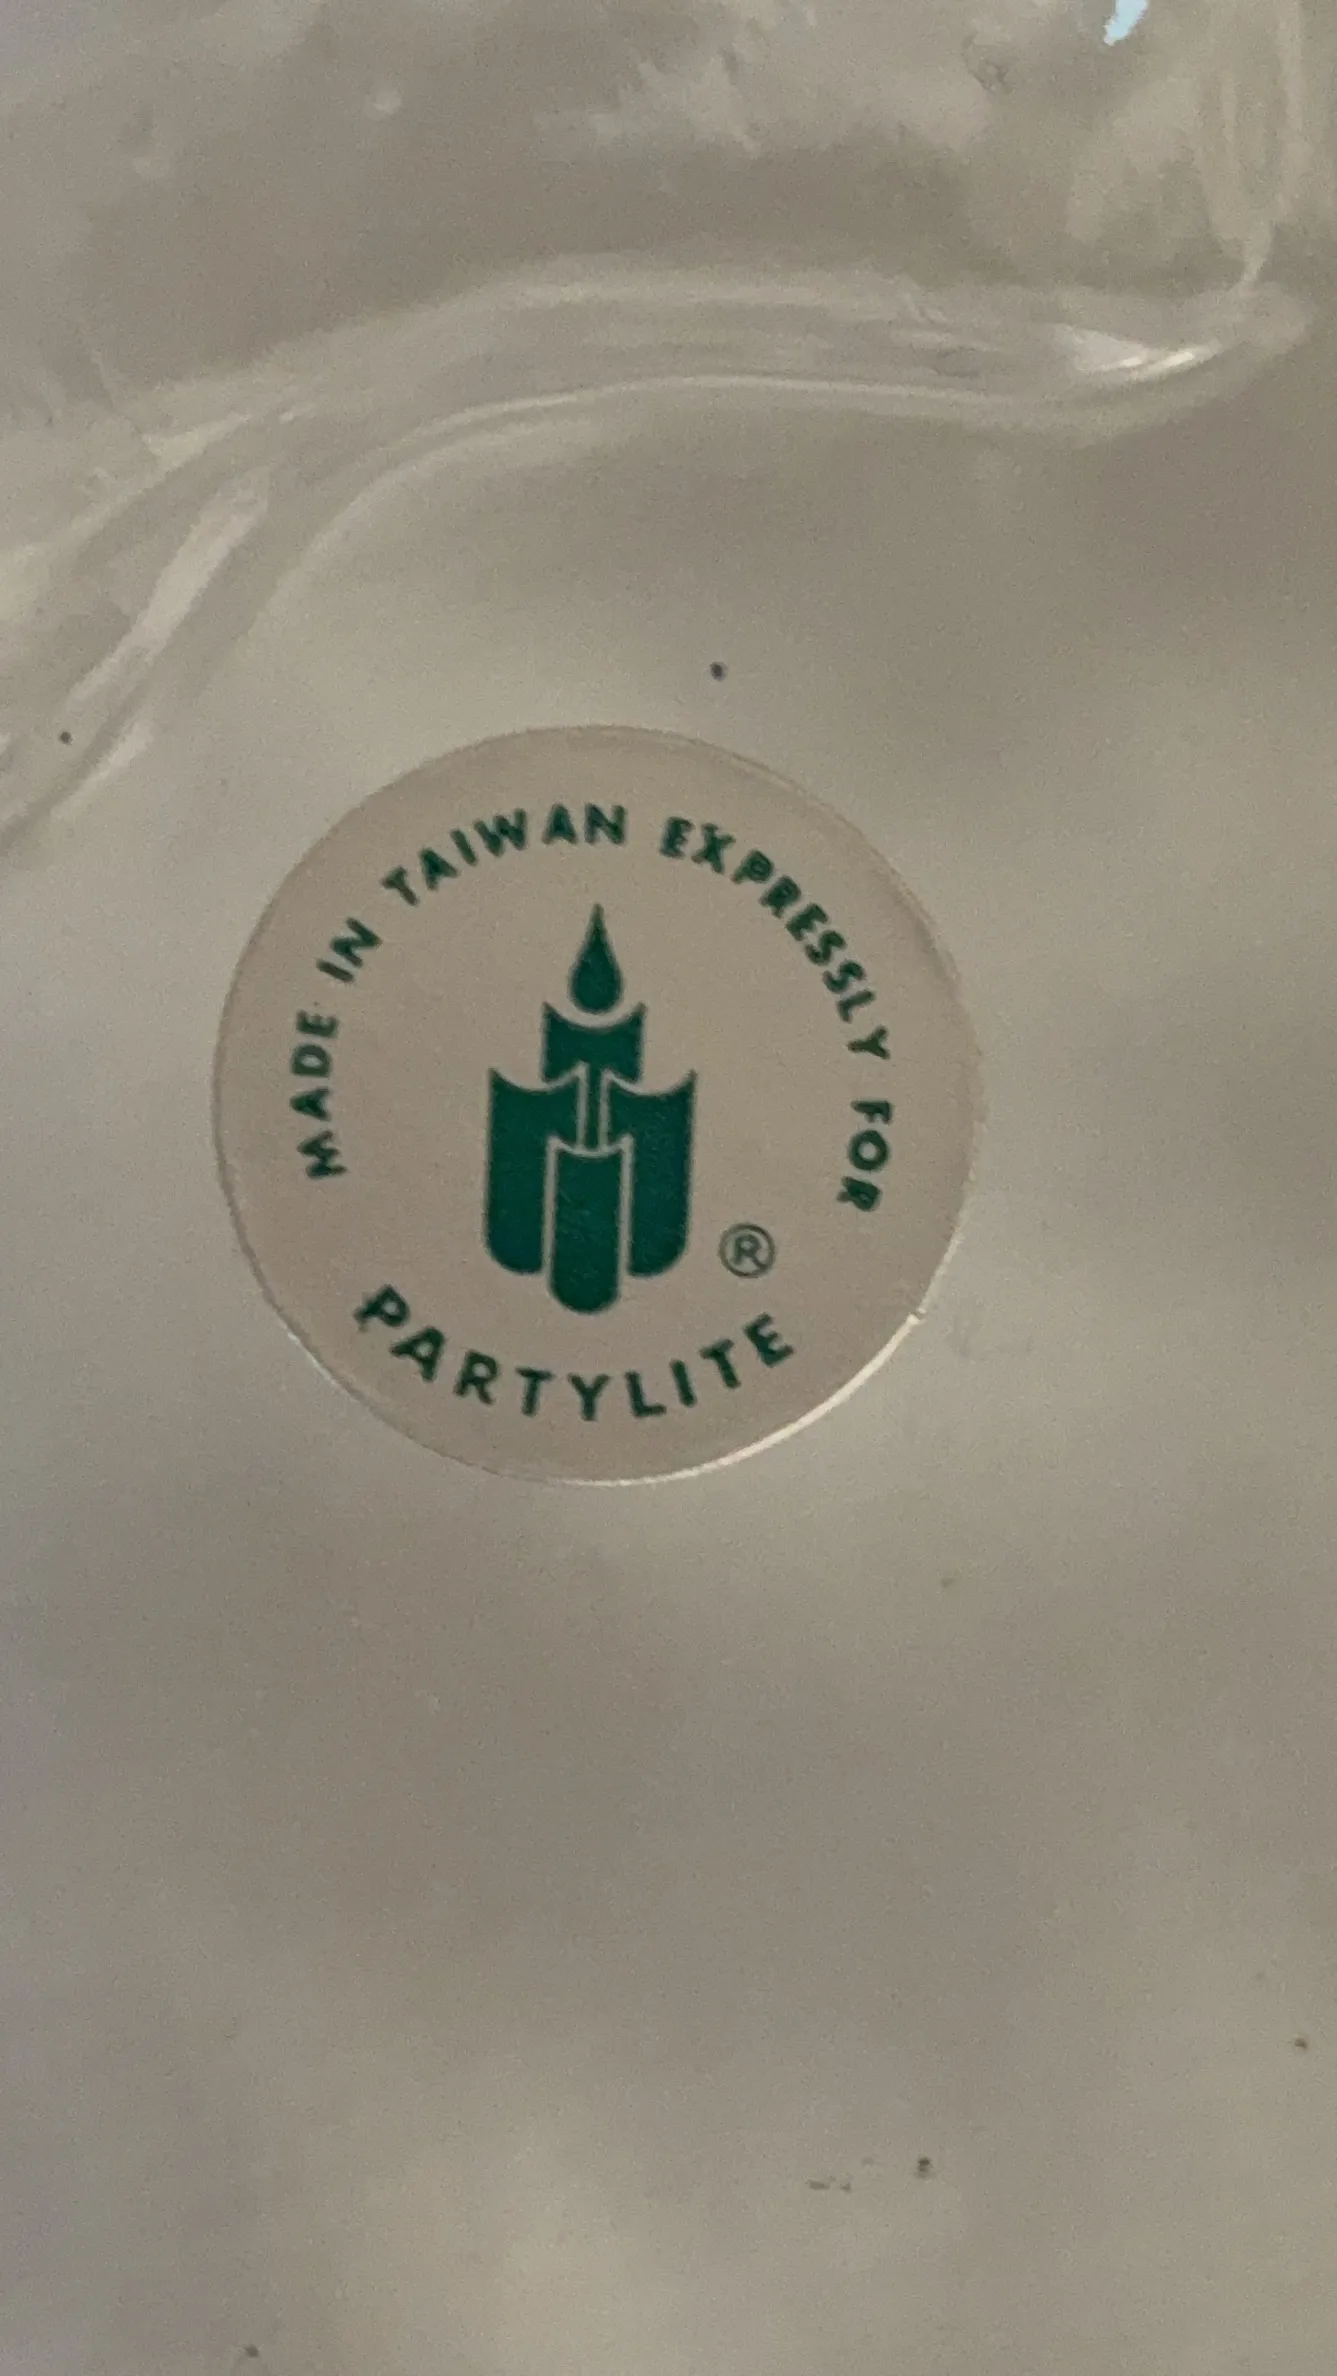 MADE IN TAIWAN EXPRESSLY FOR
®
PARTYLITE